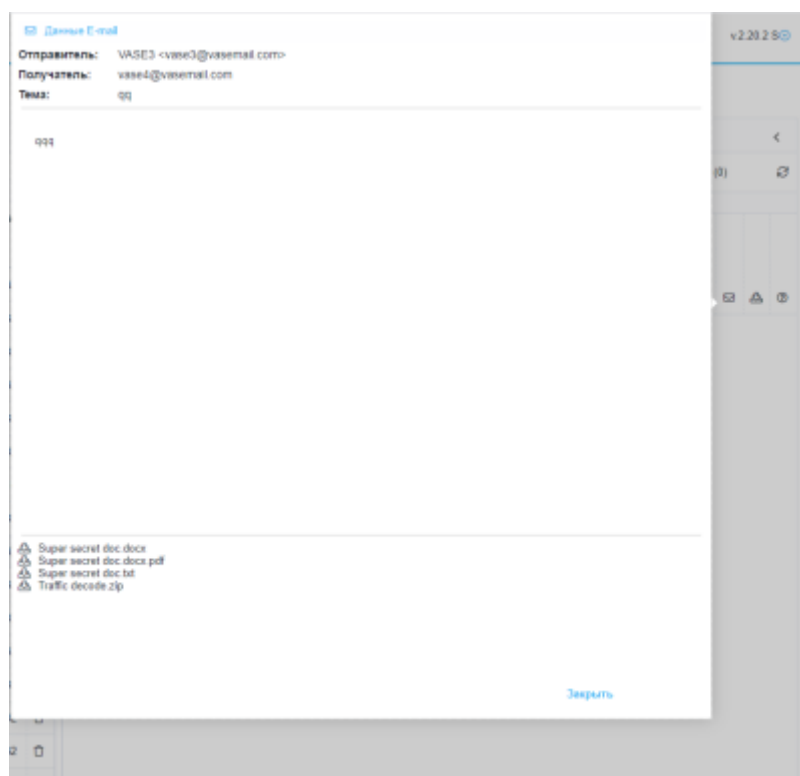 Данные E-mail
v.2.20.2 S
Отправитель: VASE3 <vase3@vasemail.com>
Получатель: vase4@vasemail.com
Тема: qq
qqq
(0)
Super secret doc.docx
Super secret doc.docx.pdf
Super secret doc.txt
Traffic decode.zip
Закрыть